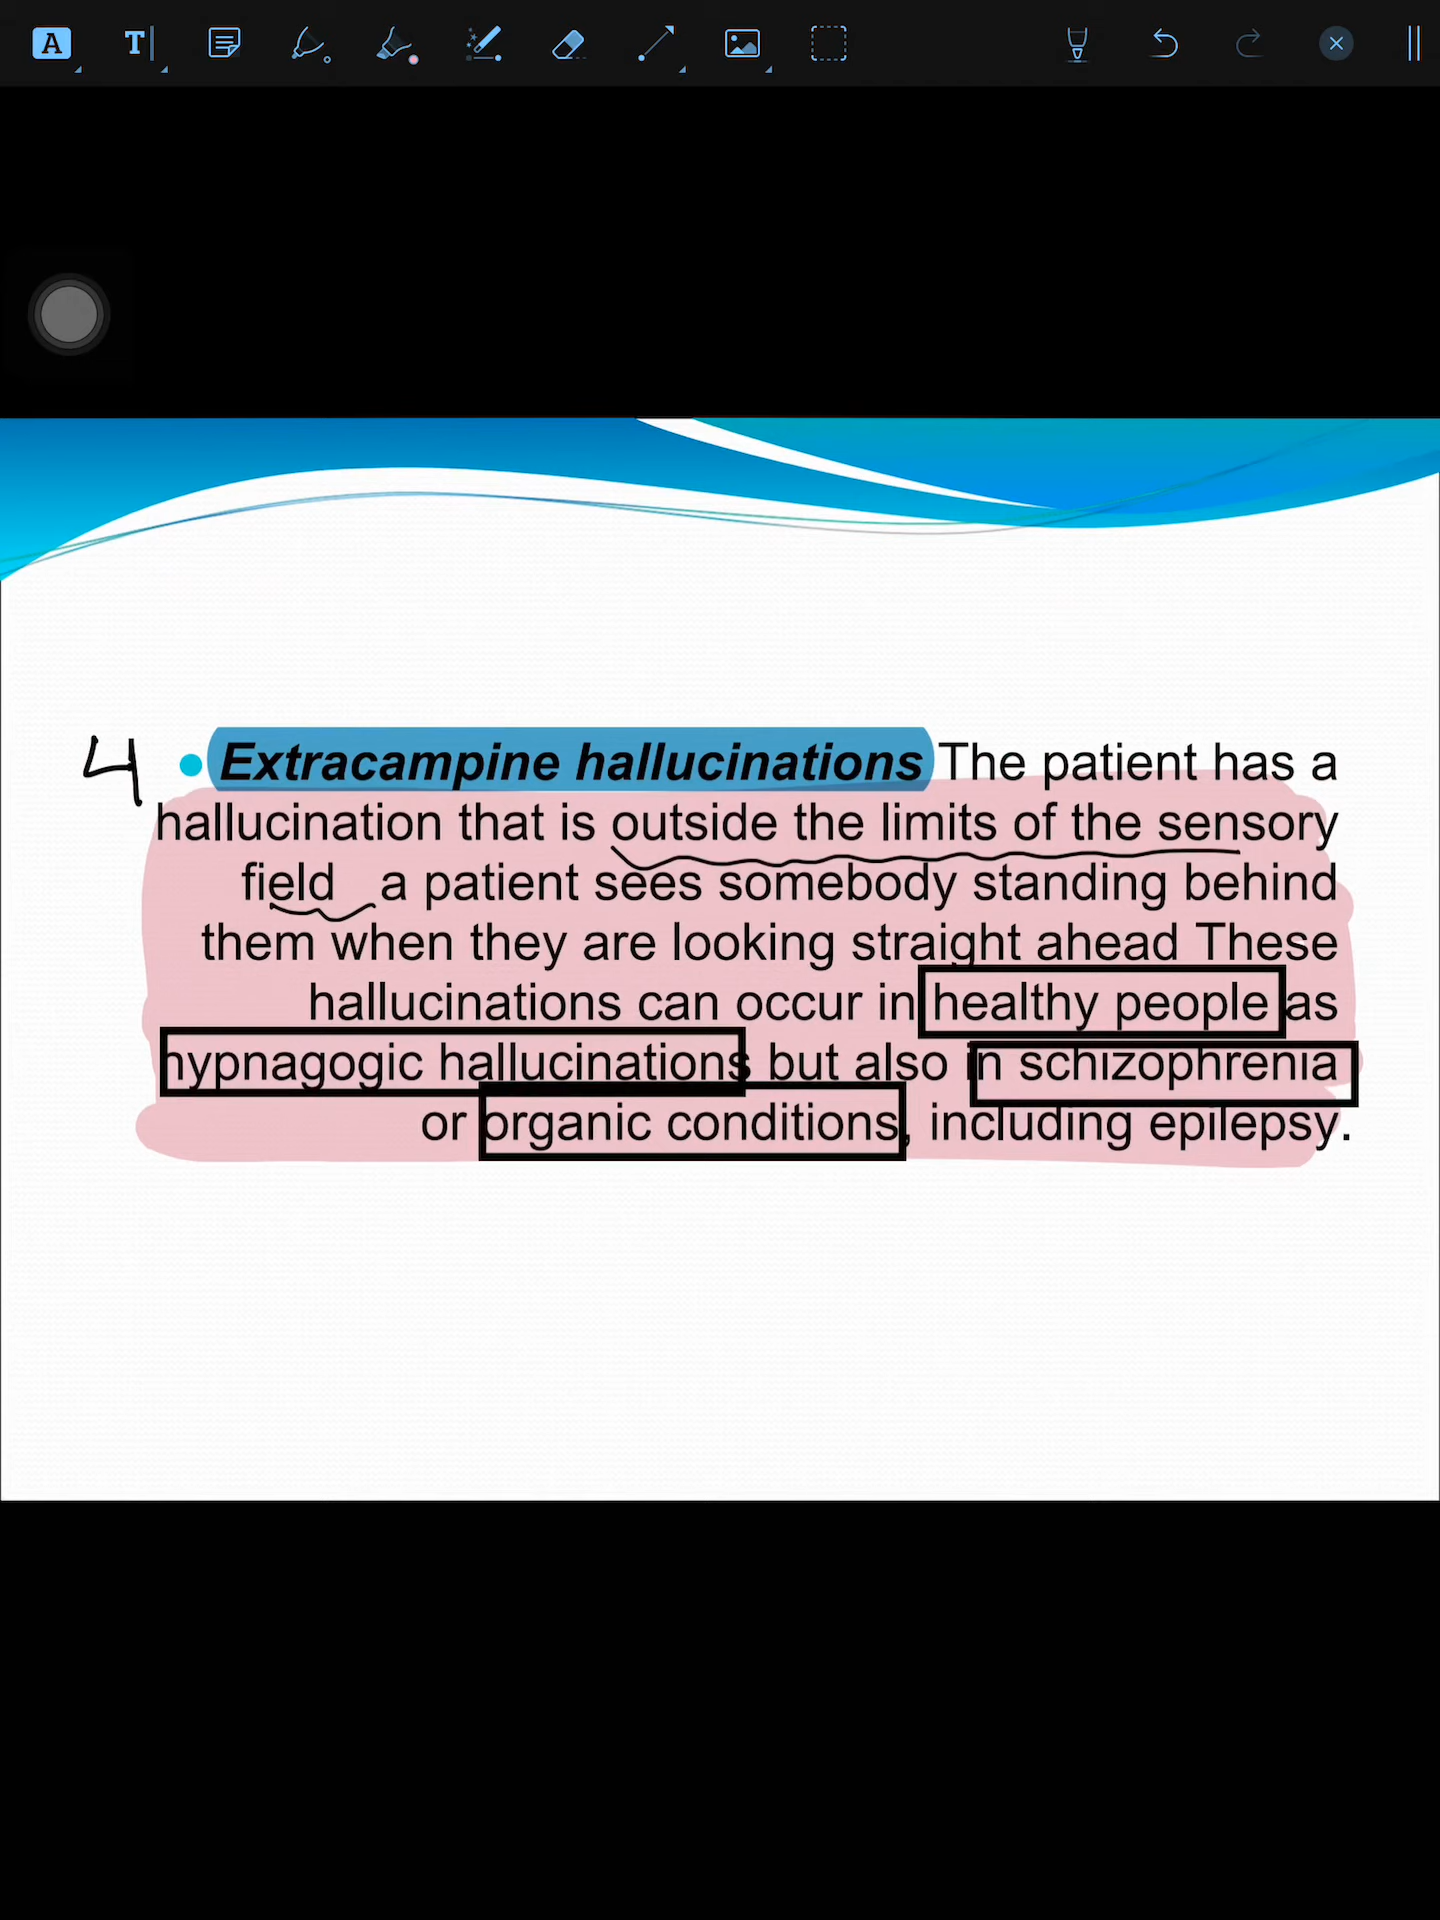 A
T
4 • Extracampine hallucinations The patient has a
hallucination that is outside the limits of the sensory
field a patient sees somebody standing behind
them when they are looking straight ahead These
hallucinations can occur in healthy people as
hypnagogic hallucinations but also in schizophrenia
or organic conditions, including epilepsy.